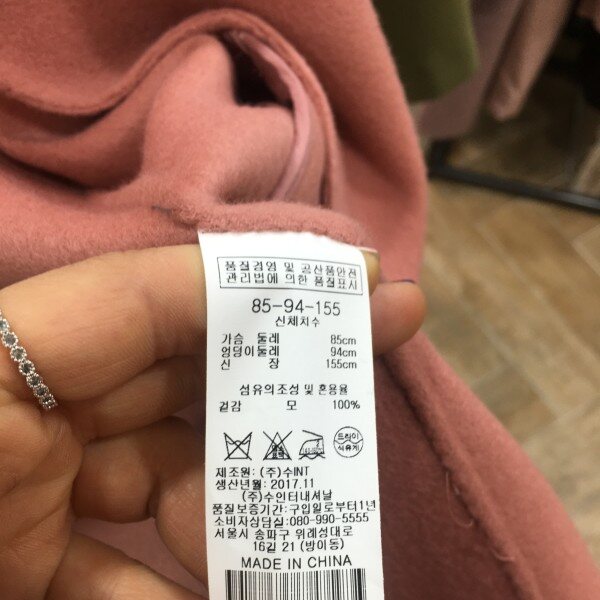 품질경영 및 공산품안전
관리법에 의한 품질표시
85-94-155
신체치수
가슴 둘레 85cm
엉덩이둘레 94cm
신 장 155cm
섬유의조성 및 혼용율
겉감 모 100%
드라이
석유계
제조원: (주)수INT
생산년월: 2017.11
(주)수인터내셔날
품질보증기간:구입일로부터1년
소비자상담실:080-990-5555
서울시 송파구 위례성대로
16길 21 (방이동)
MADE IN CHINA